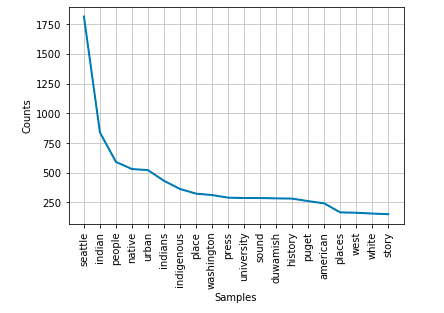 1750
1500
1250
1000
750
500
250
Counts
seattle
indian
people
native
urban
indians
indigenous
place
washington
press
university
sound
duwamish
history
puget
american
places
west
white
story
Samples